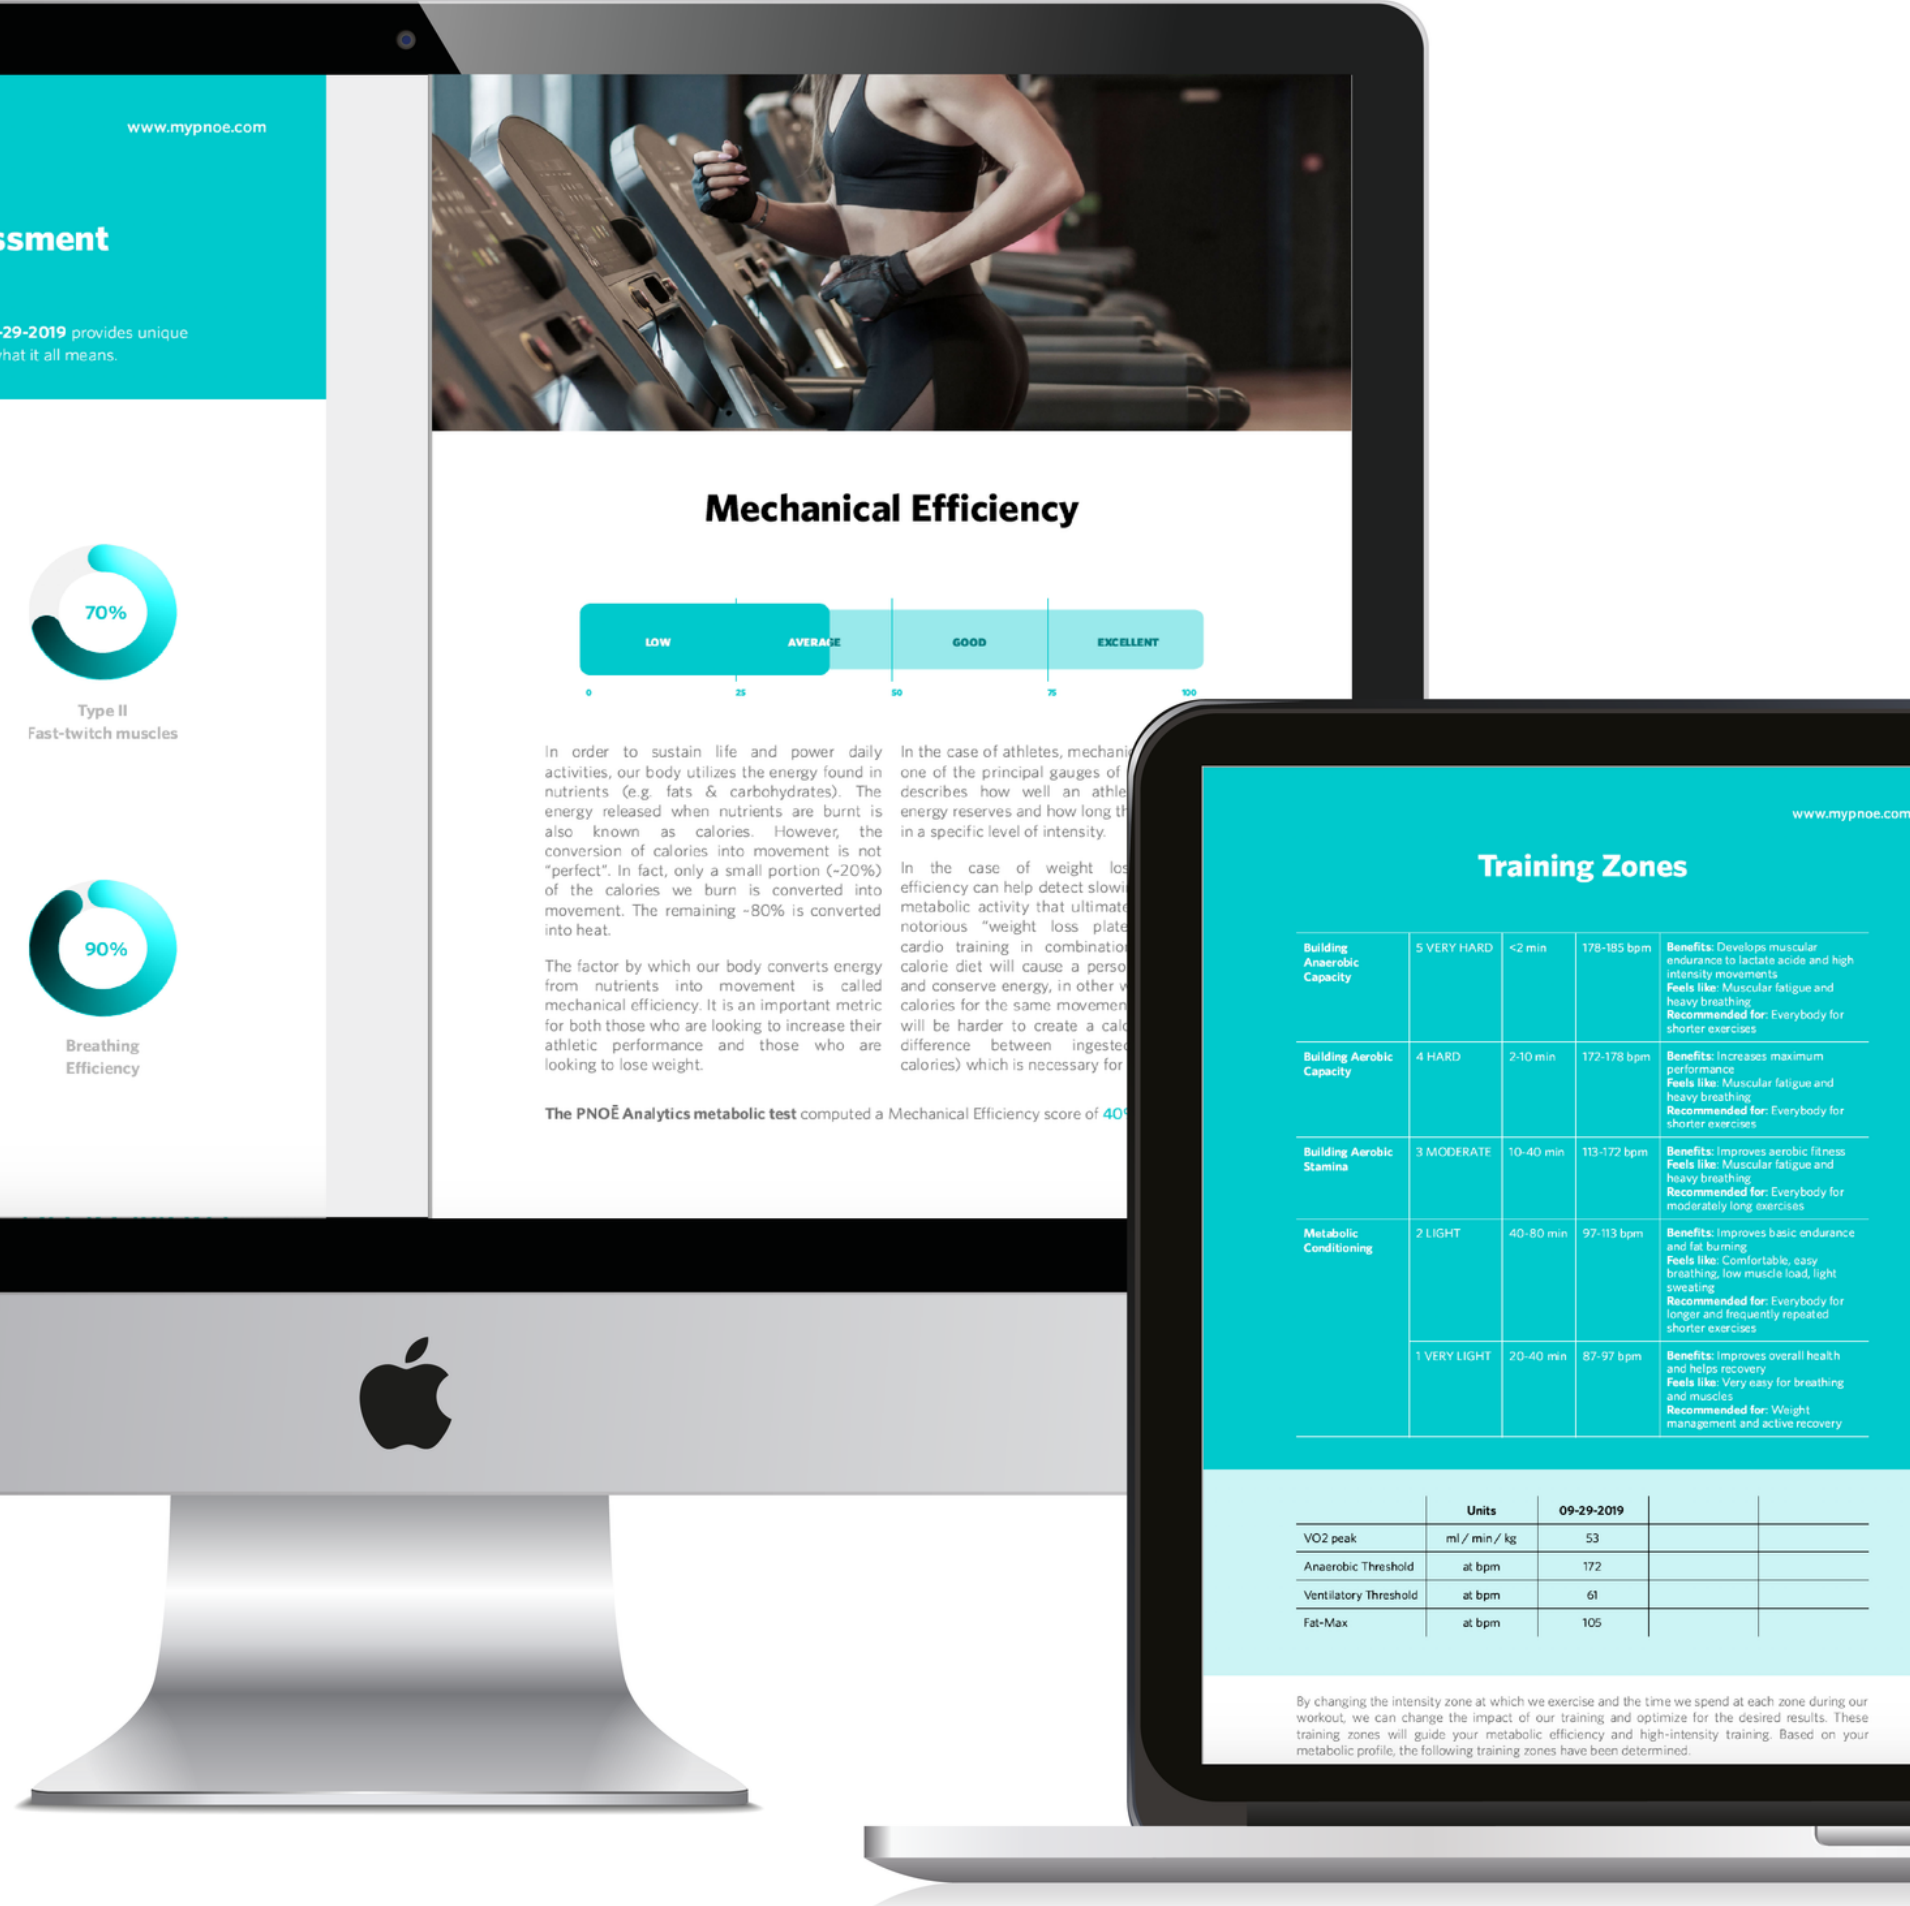 www.mypnoe.com
ssment
-29-2019 provides unique
hat it all means.
70%
Type II
Fast-twitch muscles
90%
Breathing
Efficiency
Mechanical Efficiency
LOW AVERAGE GOOD EXCELLENT
0 25 50 75 100
In order to sustain life and power daily
activities, our body utilizes the energy found in
nutrients (e.g. fats & carbohydrates). The
energy released when nutrients are burnt is
also known as calories. However, the
conversion of calories into movement is not
"perfect". In fact, only a small portion (~20%)
of the calories we burn is converted into
movement. The remaining ~80% is converted
into heat.
The factor by which our body converts energy
from nutrients into movement is called
mechanical efficiency. It is an important metric
for both those who are looking to increase their
athletic performance and those who are
looking to lose weight.
In the case of athletes, mechani
one of the principal gauges of
describes how well an athle
energy reserves and how long th
in a specific level of intensity.
In the case of weight los
efficiency can help detect slowi
metabolic activity that ultimate
notorious "weight loss plate
cardio training in combinatio
calorie diet will cause a perso
and conserve energy, in other w
calories for the same movemen
will be harder to create a calo
difference between ingested
calories) which is necessary for
The PNOĒ Analytics metabolic test computed a Mechanical Efficiency score of 40%
www.mypnoe.com
Training Zones
Building
Anaerobic
Capacity
5 VERY HARD
<2 min
178-185 bpm
Benefits: Develops muscular
endurance to lactate acide and high
intensity movements
Feels like: Muscular fatigue and
heavy breathing
Recommended for: Everybody for
shorter exercises
Building Aerobic
Capacity
4 HARD
2-10 min
172-178 bpm
Benefits: Increases maximum
performance
Feels like: Muscular fatigue and
heavy breathing
Recommended for: Everybody for
shorter exercises
Building Aerobic
Stamina
3 MODERATE
10-40 min
113-172 bpm
Benefits: Improves aerobic fitness
Feels like: Muscular fatigue and
heavy breathing
Recommended for: Everybody for
moderately long exercises
Metabolic
Conditioning
2 LIGHT
40-80 min
97-113 bpm
Benefits: Improves basic endurance
and fat burning
Feels like: Comfortable, easy
breathing, low muscle load, light
sweating
Recommended for: Everybody for
longer and frequently repeated
shorter exercises
1 VERY LIGHT
20-40 min
87-97 bpm
Benefits: Improves overall health
and helps recovery
Feels like: Very easy for breathing
and muscles
Recommended for: Weight
management and active recovery
Units 09-29-2019
VO2 peak ml / min / kg 53
Anaerobic Threshold at bpm 172
Ventilatory Threshold at bpm 61
Fat-Max at bpm 105
By changing the intensity zone at which we exercise and the time we spend at each zone during our
workout, we can change the impact of our training and optimize for the desired results. These
training zones will guide your metabolic efficiency and high-intensity training. Based on your
metabolic profile, the following training zones have been determined.